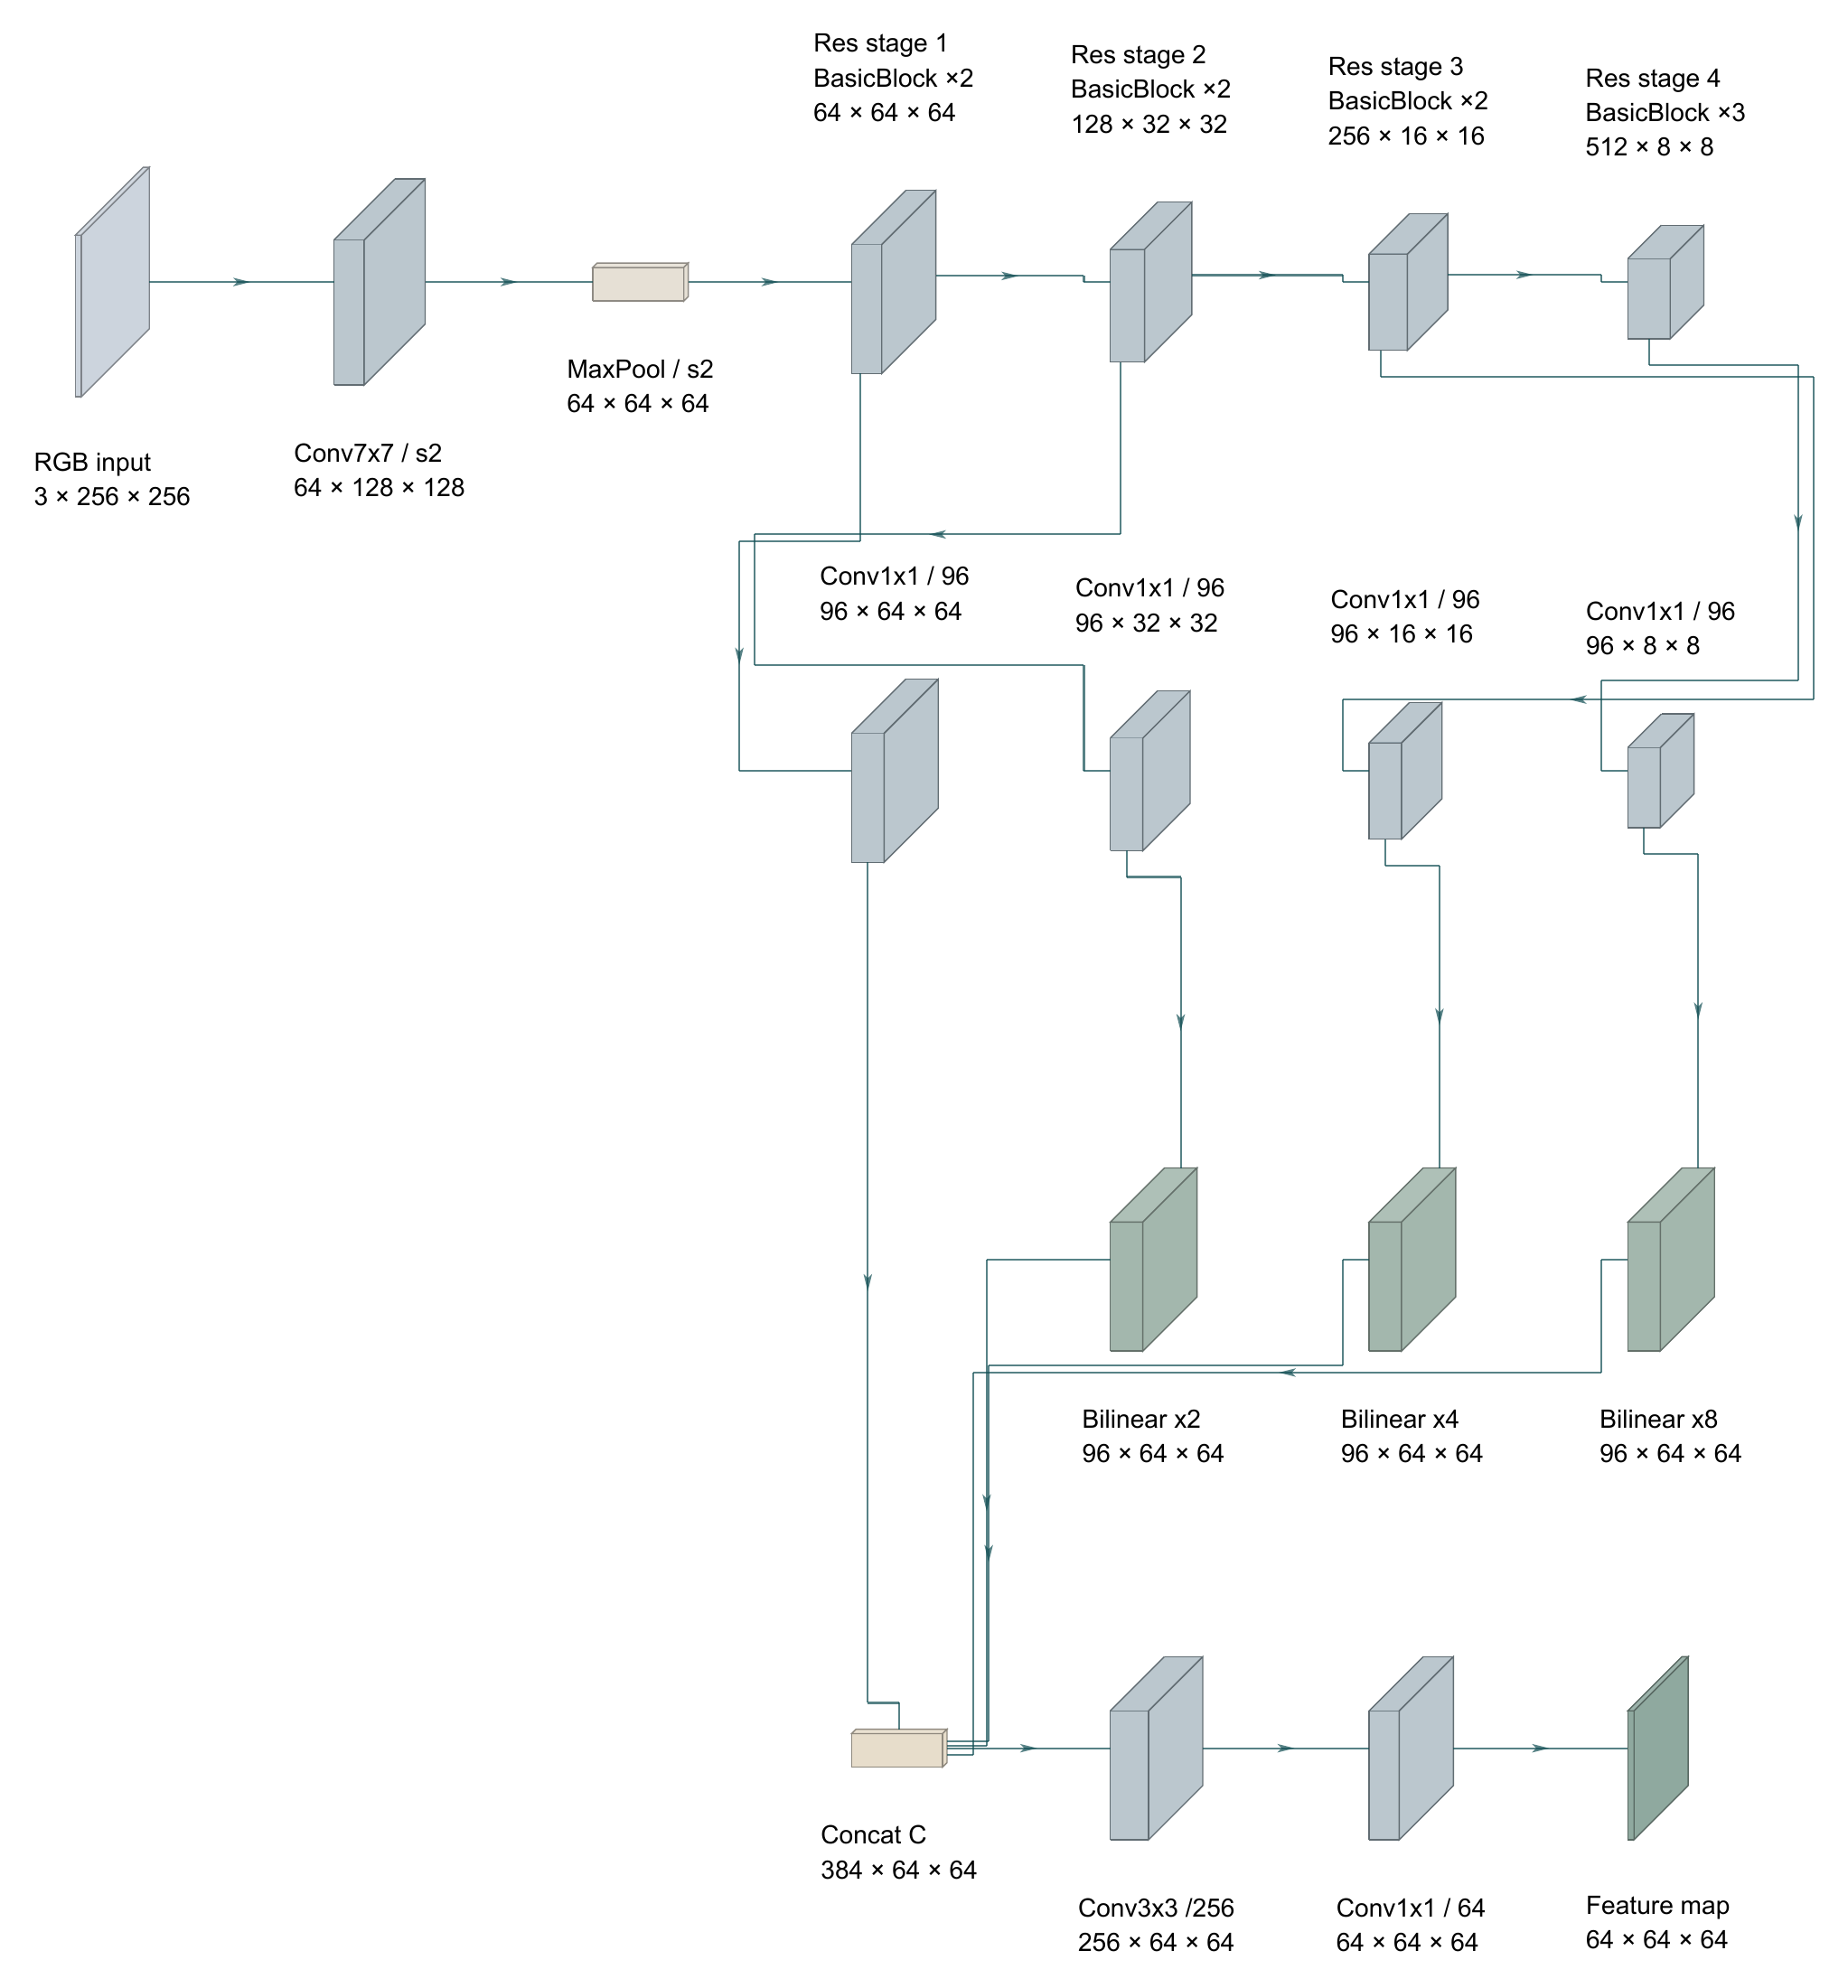 Res stage 1
BasicBlock ×2
64 × 64 × 64
Res stage 2
BasicBlock ×2
128 × 32 × 32
Res stage 3
BasicBlock ×2
256 × 16 × 16
Res stage 4
BasicBlock ×3
512 × 8 × 8
RGB input
3 × 256 × 256
Conv7x7 / s2
64 × 128 × 128
MaxPool / s2
64 × 64 × 64
Conv1x1 / 96
96 × 64 × 64
Conv1x1 / 96
96 × 32 × 32
Conv1x1 / 96
96 × 16 × 16
Conv1x1 / 96
96 × 8 × 8
Bilinear x2
96 × 64 × 64
Bilinear x4
96 × 64 × 64
Bilinear x8
96 × 64 × 64
Concat C
384 × 64 × 64
Conv3x3 /256
256 × 64 × 64
Conv1x1 / 64
64 × 64 × 64
Feature map
64 × 64 × 64